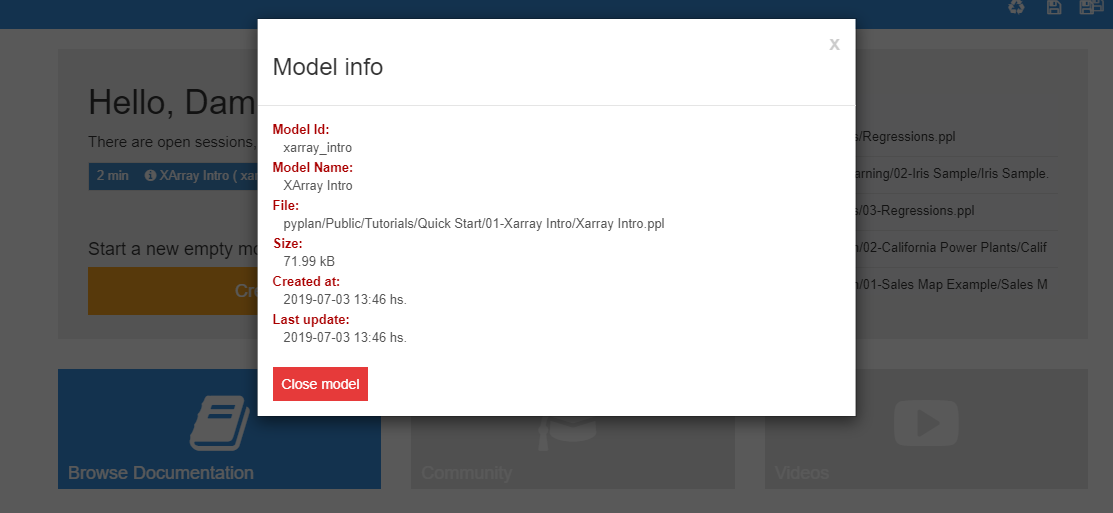 x
Model info
Hello, Dam
There are open sessions,
2 min XArray Intro ( xar
Start a new empty mo
Cre
Model Id:
xarray_intro
Model Name:
XArray Intro
File:
pyplan/Public/Tutorials/Quick Start/01-Xarray Intro/Xarray Intro.ppl
Size:
71.99 kB
Created at:
2019-07-03 13:46 hs.
Last update:
2019-07-03 13:46 hs.
Close model
s/Regressions.ppl
arning/02-Iris Sample/Iris Sample.
s/03-Regressions.ppl
n/02-California Power Plants/Calif
n/01-Sales Map Example/Sales M
Browse Documentation
Community
Videos